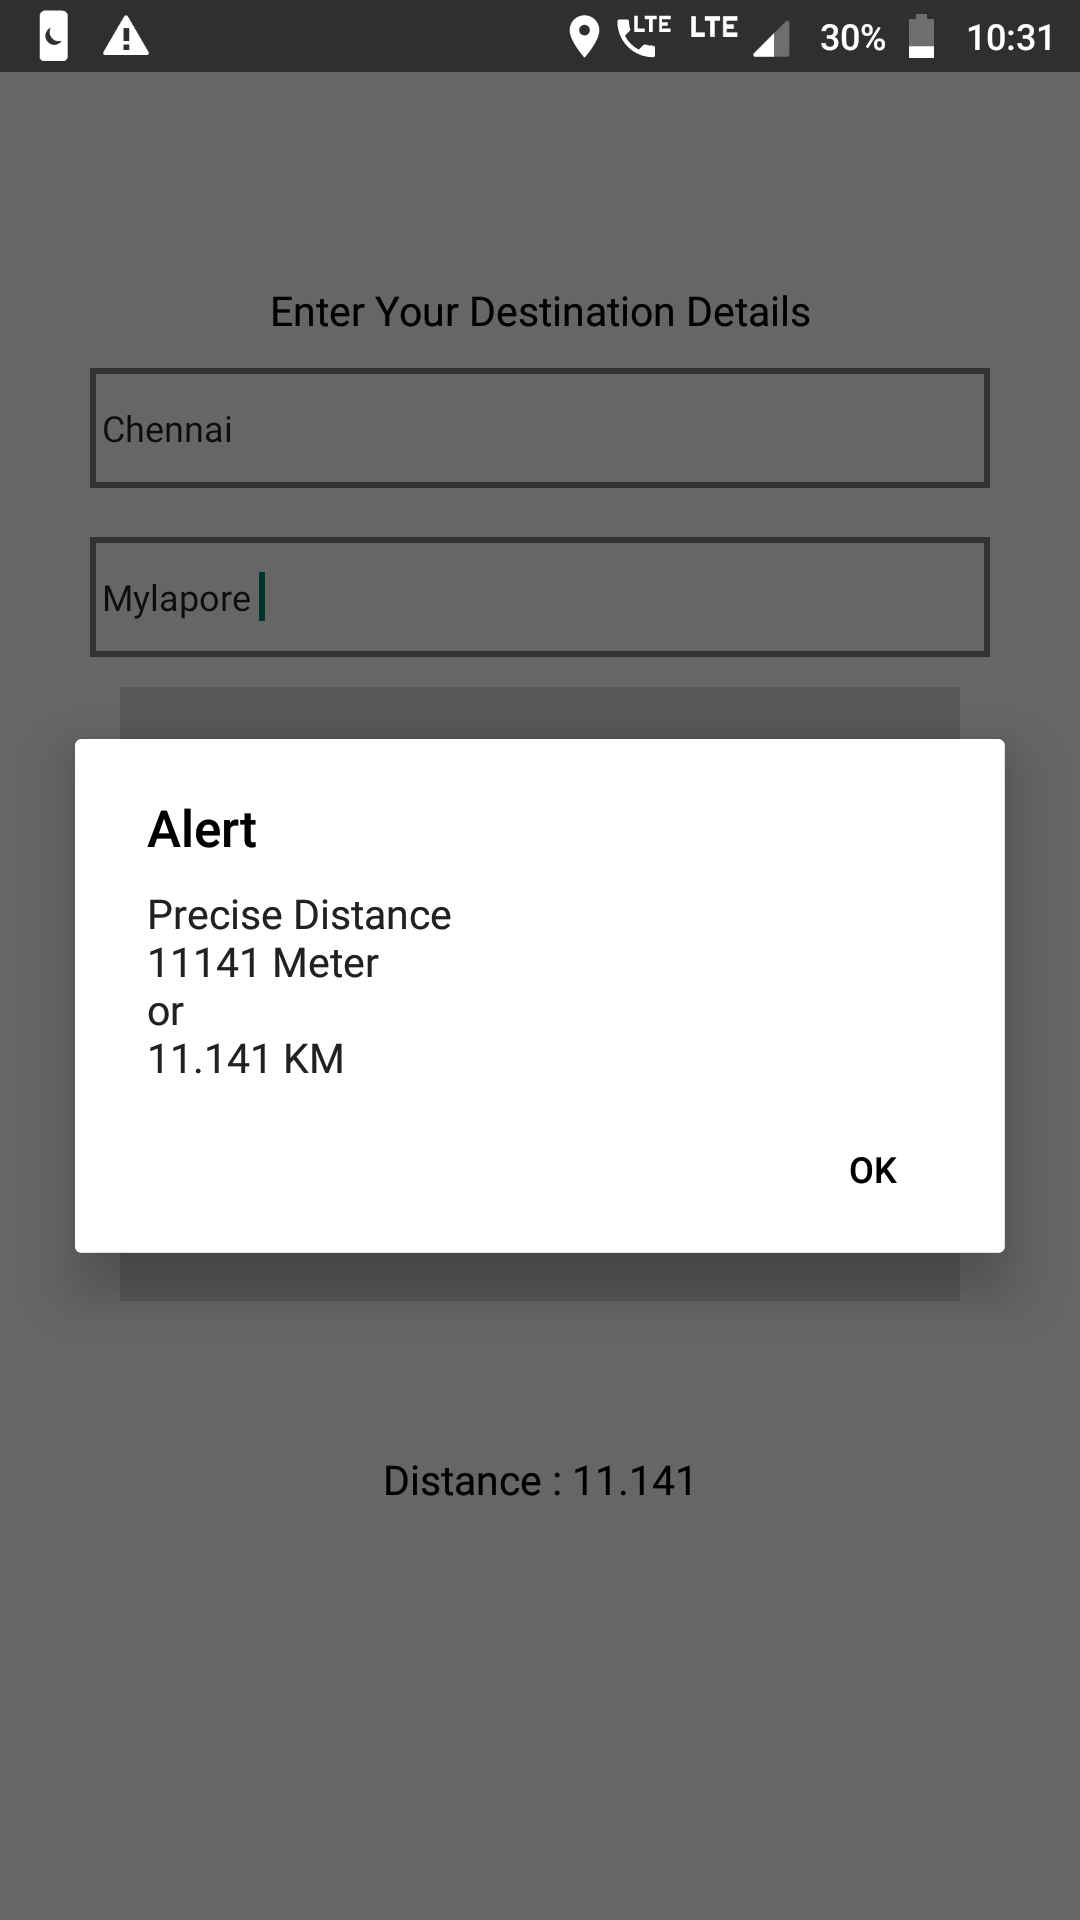 LTE LTE 30% 10:31
Enter Your Destination Details
Chennai
Mylapore
Alert
Precise Distance
11141 Meter
or
11.141 KM
OK
Distance : 11.141